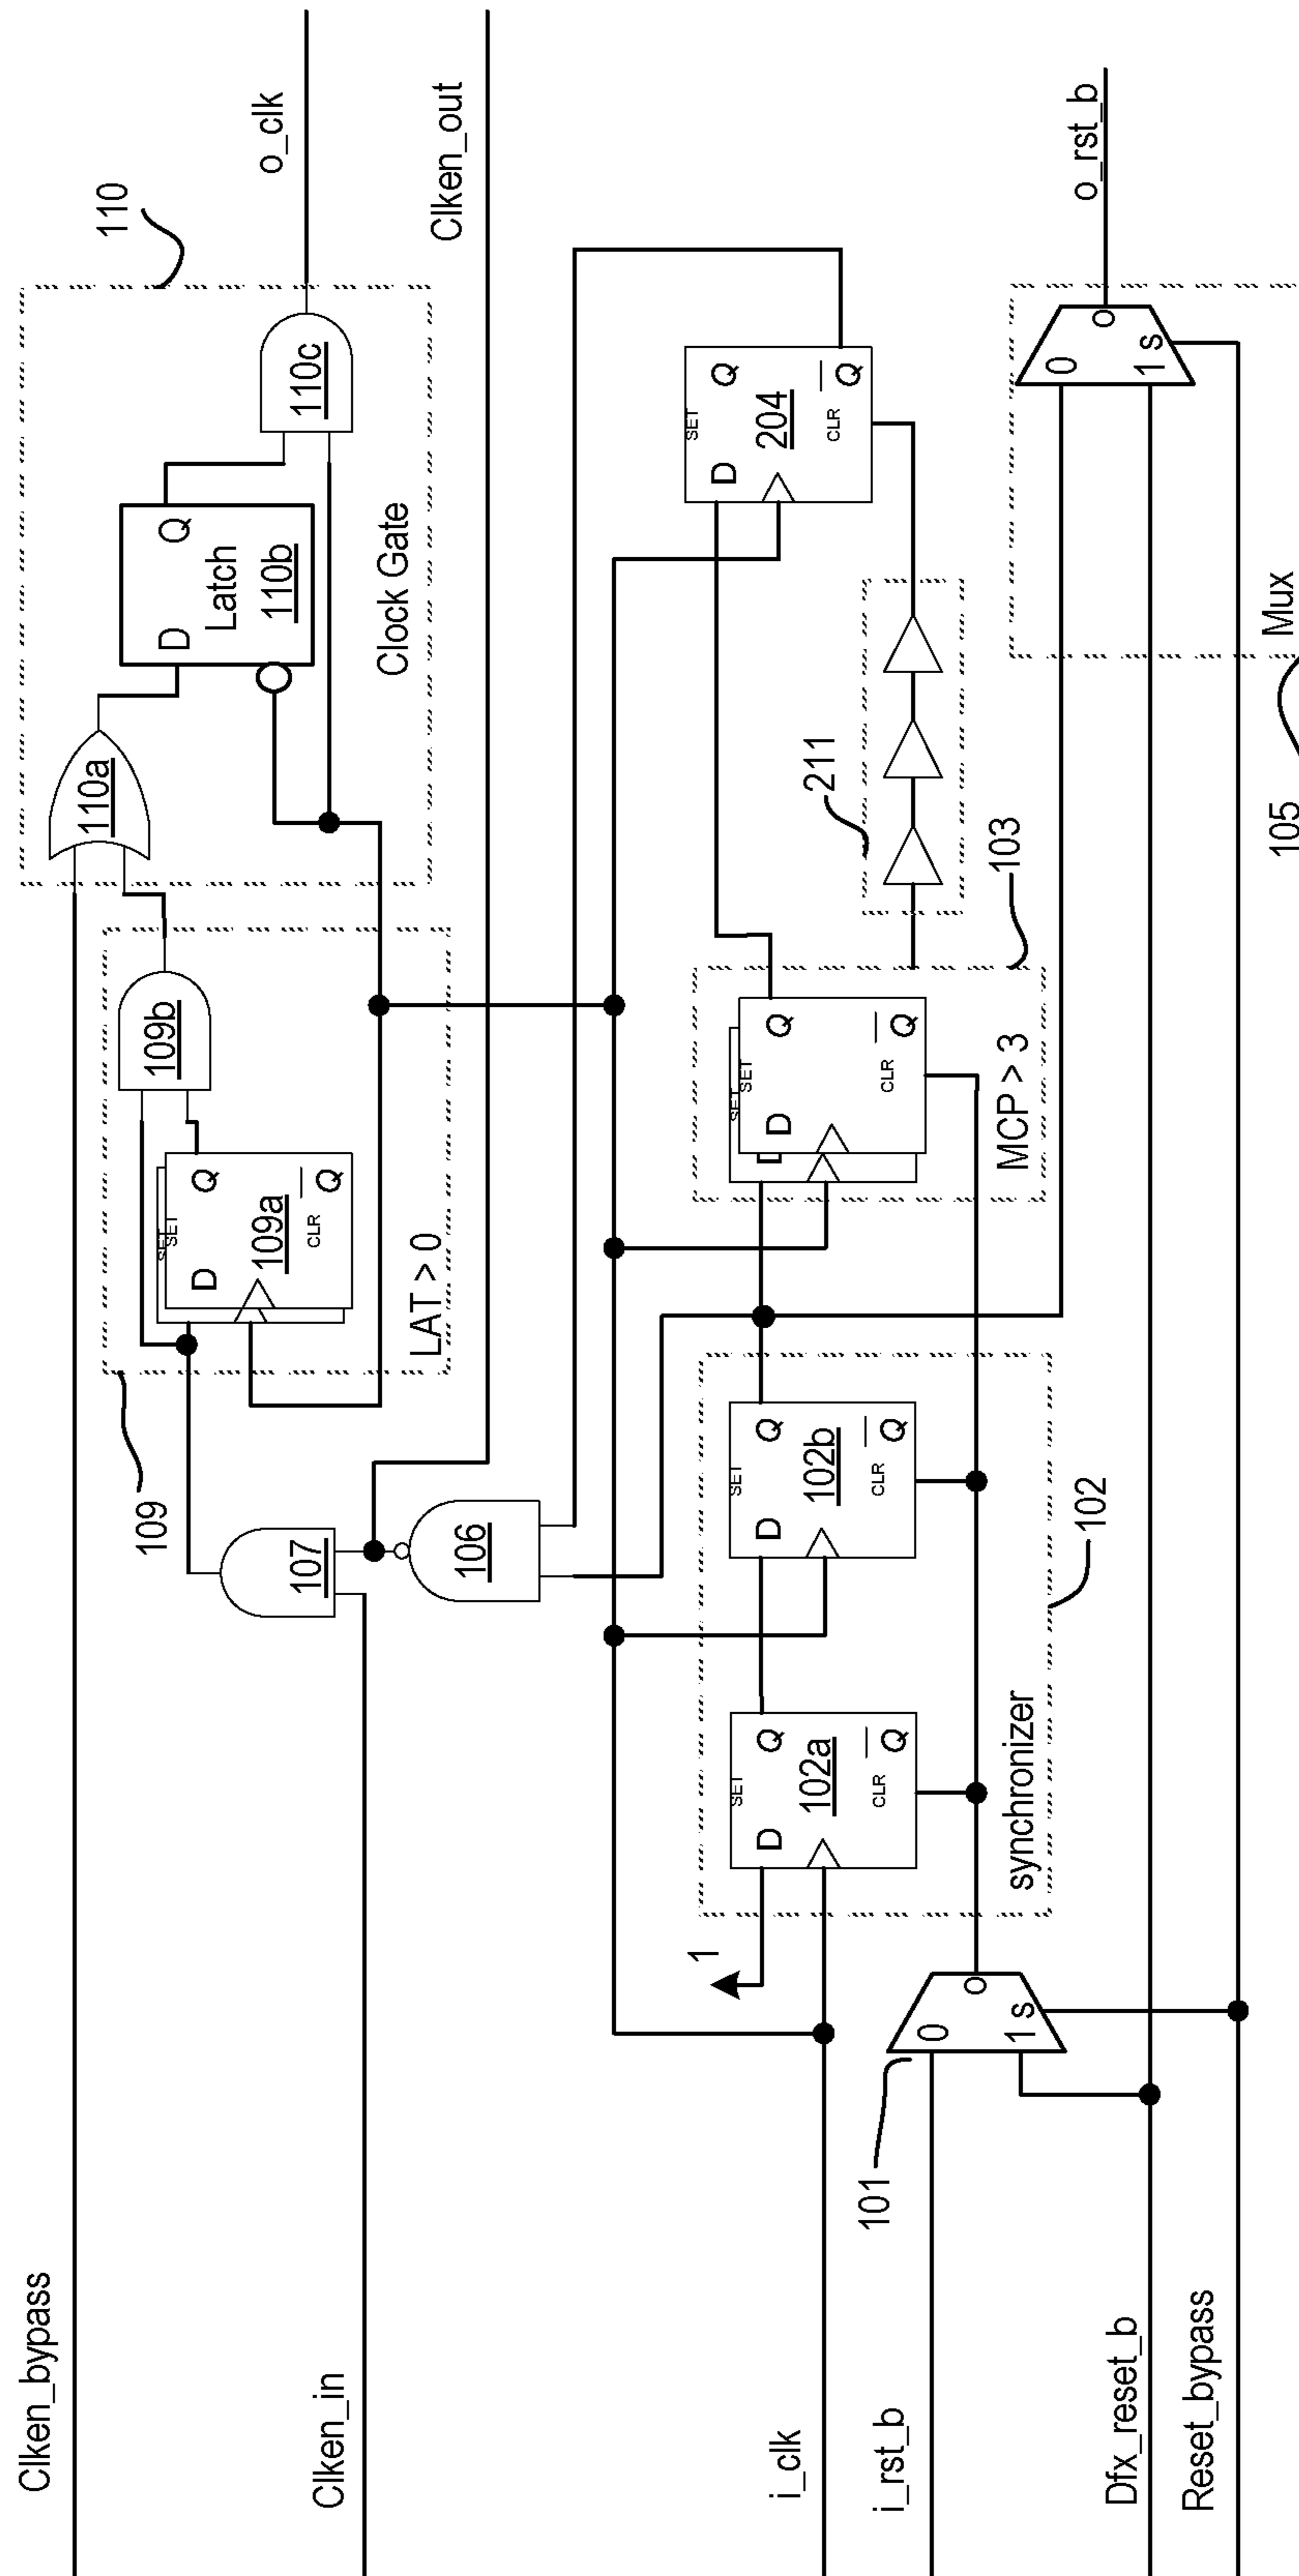 Clken_bypass
Clken_in
i_clk
i_rst_b
Dfx_reset_b
Reset_bypass
101
0
1 s
o
1
synchronizer
102
SET
D
Q
102a
CLR
Q
SET
D
Q
102b
CLR
Q
106
107
109
LAT > 0
SET
SET
D
Q
109a
CLR
Q
109b
MCP > 3
103
SET
SET
D
Q
CLR
Q
211
SET
D
Q
204
CLR
Q
110
Clock Gate
110a
D
Q
Latch
110b
110c
o_clk
Clken_out
105
Mux
0
1 s
o
o_rst_b